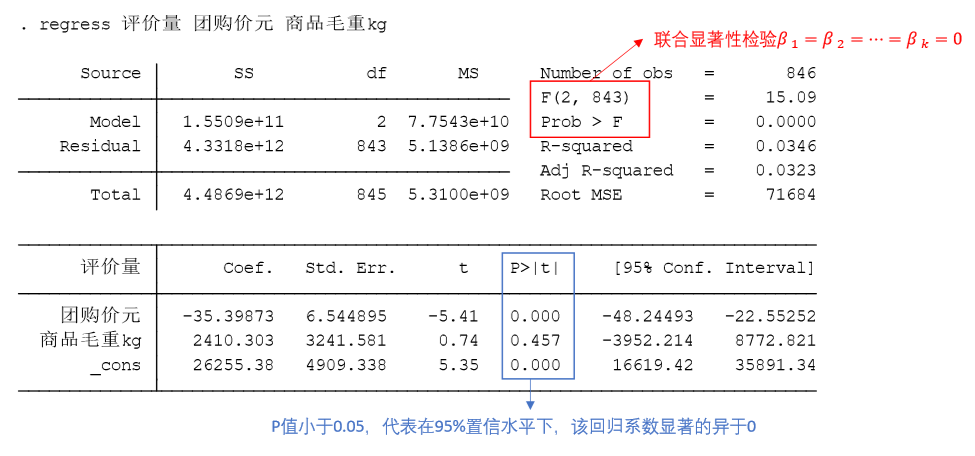 . regress 评价量 团购价元 商品毛重kg
联合显著性检验β₁ = β₂ = ⋯ = βₖ = 0
Source SS df MS Number of obs = 846
F(2, 843) = 15.09
Model 1.5509e+11 2 7.7543e+10 Prob > F = 0.0000
Residual 4.3318e+12 843 5.1386e+09 R-squared = 0.0346
Adj R-squared = 0.0323
Total 4.4869e+12 845 5.3100e+09 Root MSE = 71684
评价量 Coef. Std. Err. t P>|t| [95% Conf. Interval]
团购价元 -35.39873 6.544895 -5.41 0.000 -48.24493 -22.55252
商品毛重kg 2410.303 3241.581 0.74 0.457 -3952.214 8772.821
_cons 26255.38 4909.338 5.35 0.000 16619.42 35891.34
P值小于0.05，代表在95%置信水平下，该回归系数显著的异于0